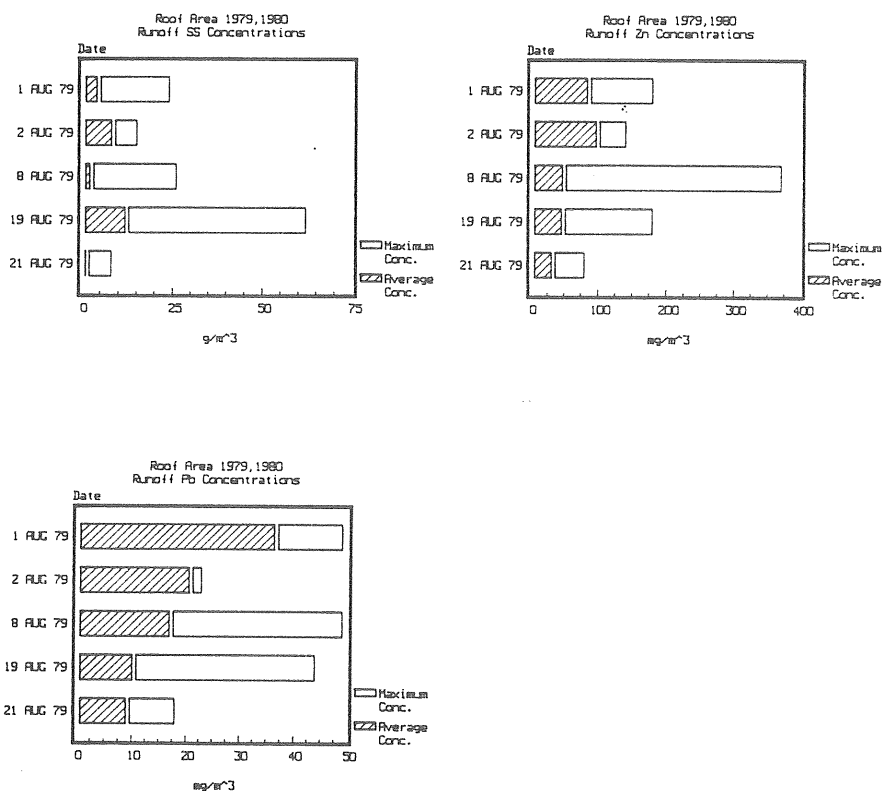 Roof Area 1979,1980
Runoff SS Concentrations
Date
1 AUG 79
2 AUG 79
8 AUG 79
19 AUG 79
21 AUG 79
Maximum
Conc.
Average
Conc.
0 25 50 75
g/m^3
Roof Area 1979,1980
Runoff Zn Concentrations
Date
1 AUG 79
2 AUG 79
8 AUG 79
19 AUG 79
21 AUG 79
Maximum
Conc.
Average
Conc.
0 100 200 300 400
mg/m^3
Roof Area 1979,1980
Runoff Pb Concentrations
Date
1 AUG 79
2 AUG 79
8 AUG 79
19 AUG 79
21 AUG 79
Maximum
Conc.
Average
Conc.
0 10 20 30 40 50
mg/m^3